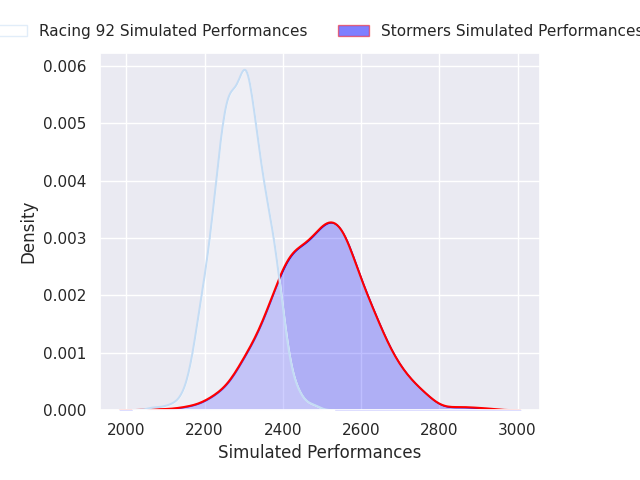 Racing 92 Simulated Performances
Stormers Simulated Performances
0.006
0.005
0.004
0.003
0.002
0.001
0.000
Density
2000 2200 2400 2600 2800 3000
Simulated Performances